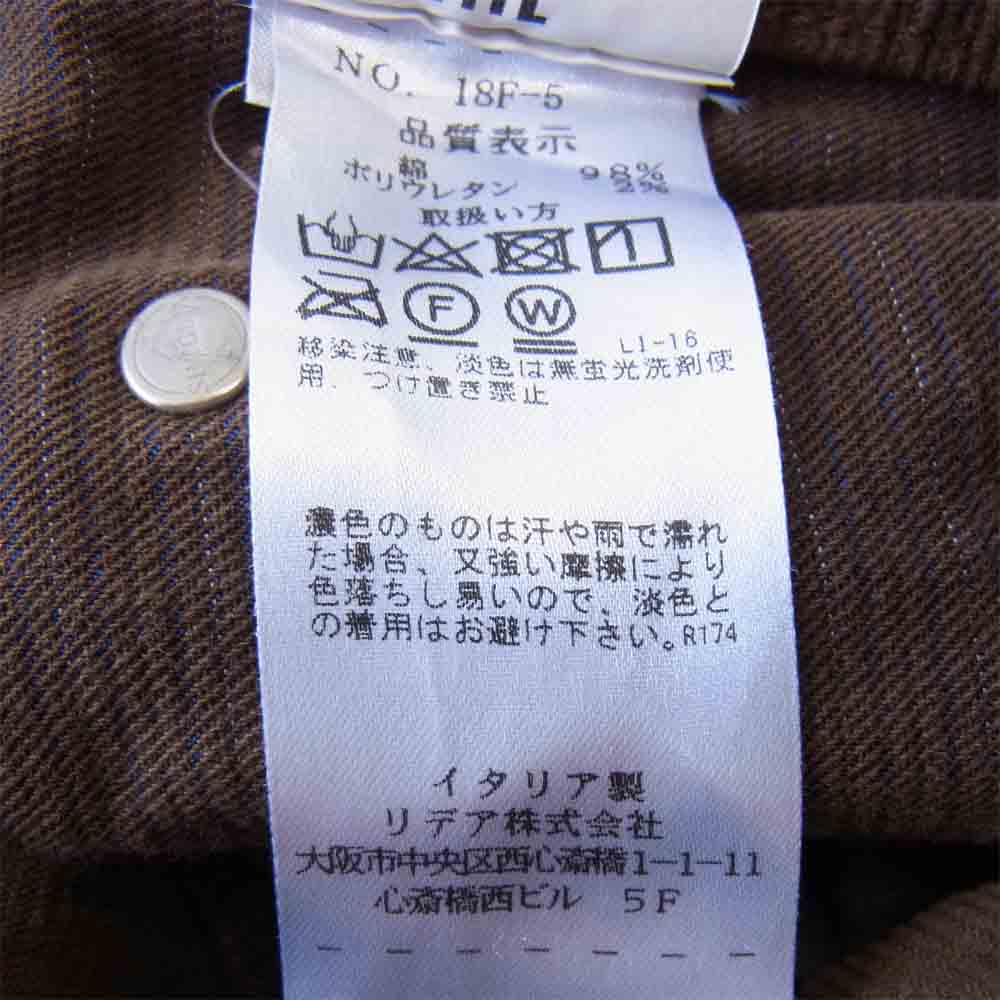 NO. 18F-5
品質表示
綿 98%
ポリウレタン 2%
取扱い方
F W
LI-16
移染注意、淡色は無蛍光洗剤使
用、つけ置き禁止
濃色のものは汗や雨で濡れ
た場合、又強い摩擦により
色落ちし易いので、淡色と
の着用はお避け下さい。R174
イタリア製
リデア株式会社
大阪市中央区西心斎橋1-1-11
心斎橋西ビル 5F